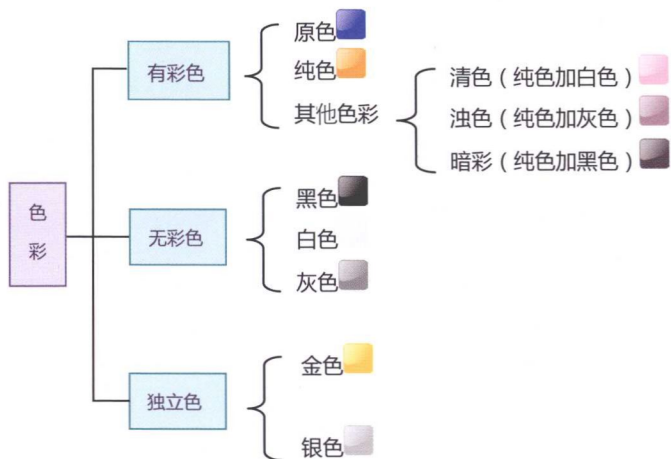 色
彩
有彩色
原色
纯色
其他色彩
清色（纯色加白色）
浊色（纯色加灰色）
暗彩（纯色加黑色）
无彩色
黑色
白色
灰色
独立色
金色
银色